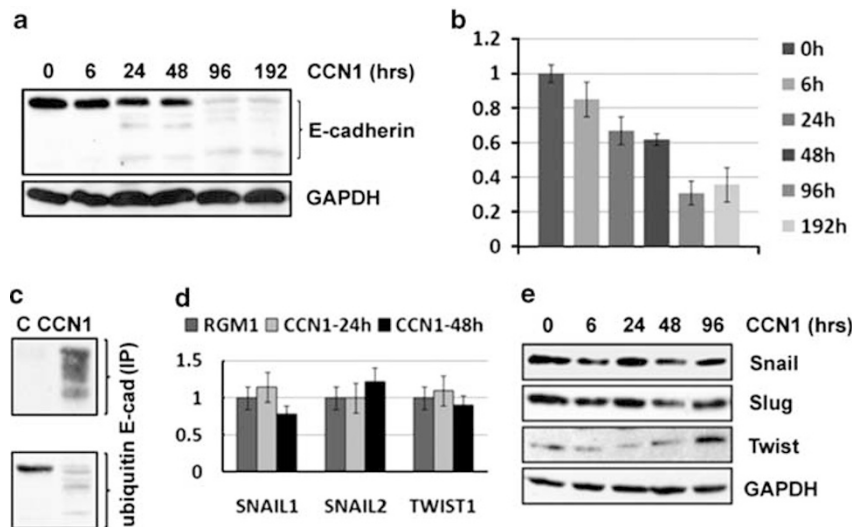 a
0 6 24 48 96 192 CCN1 (hrs)
E-cadherin
GAPDH
b
1.2
1
0.8
0.6
0.4
0.2
0
0h
6h
24h
48h
96h
192h
c
C CCN1
ubiquitin E-cad (IP)
d
RGM1 CCN1-24h CCN1-48h
1.5
1
0.5
0
SNAIL1 SNAIL2 TWIST1
e
0 6 24 48 96 CCN1 (hrs)
Snail
Slug
Twist
GAPDH